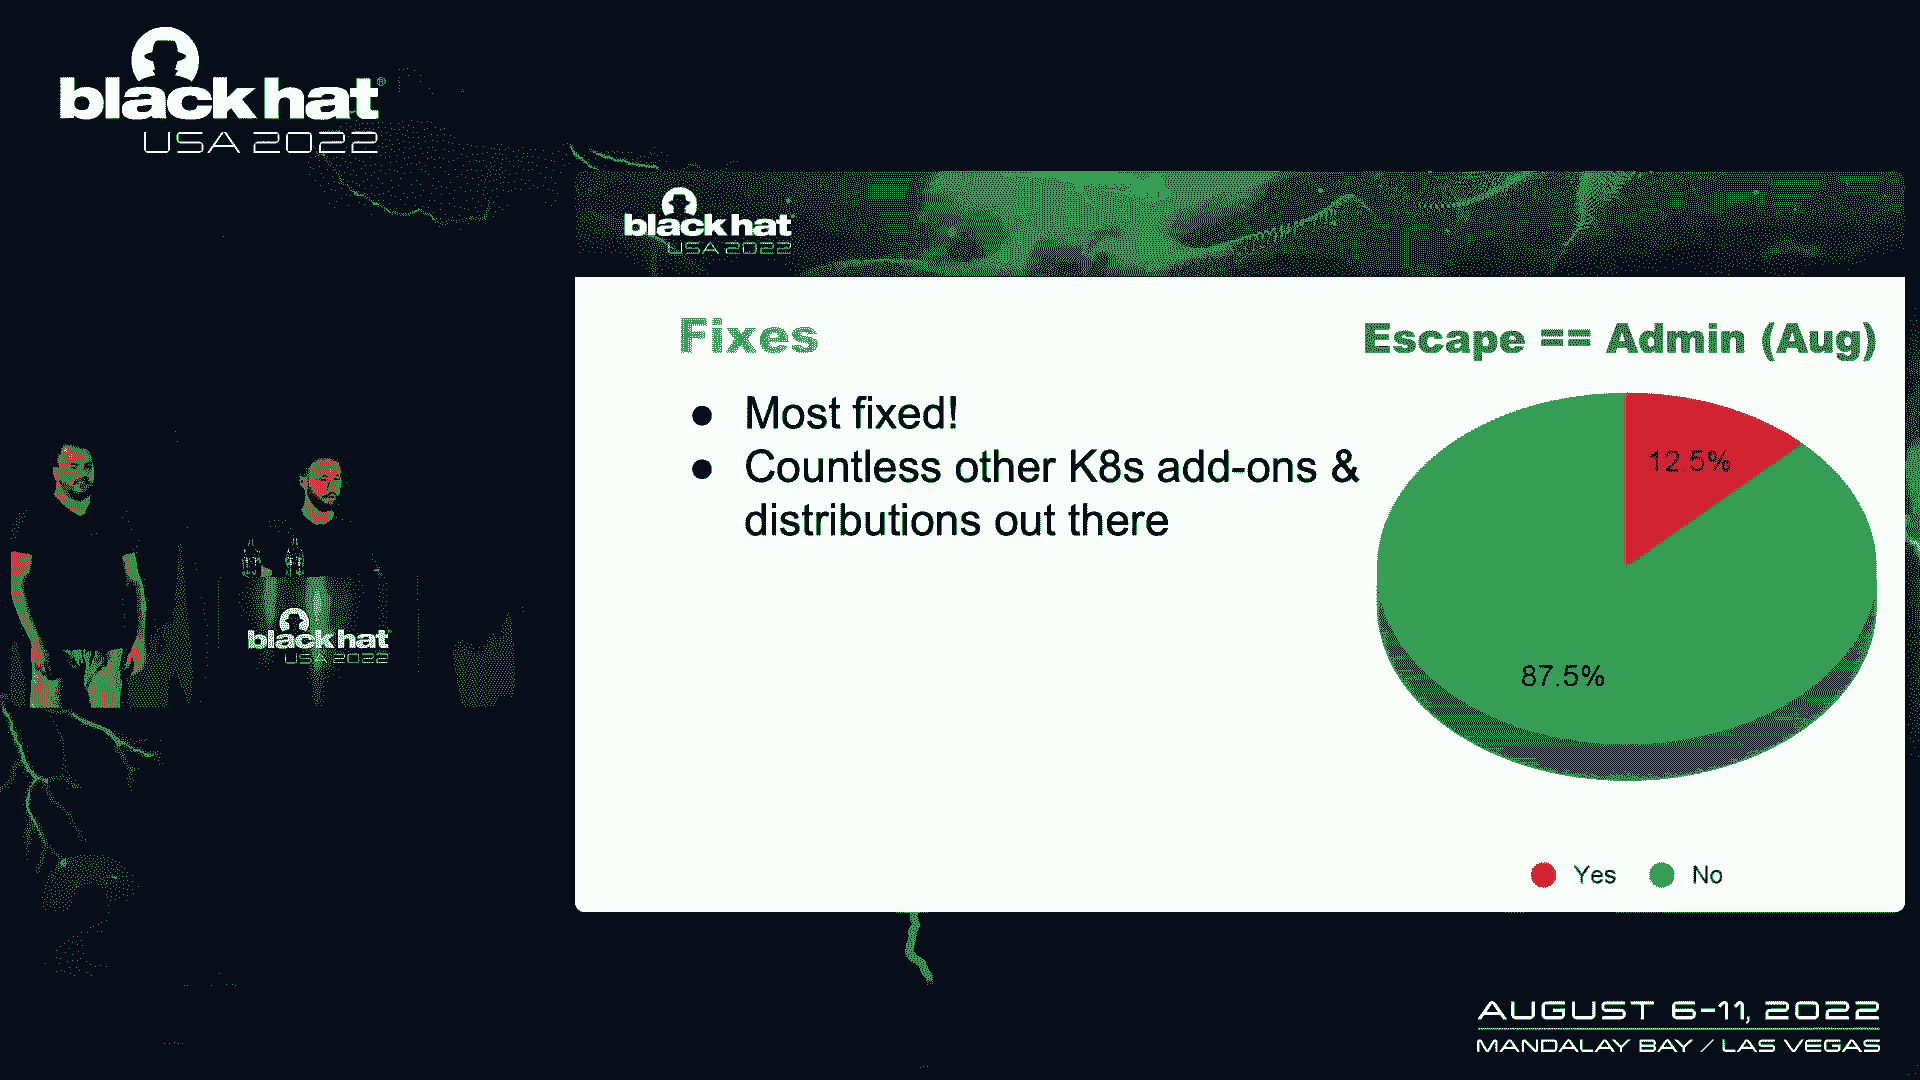 black hat®
USA 2022
black hat
USA 2022
Fixes
Escape == Admin (Aug)
● Most fixed!
● Countless other K8s add-ons &
distributions out there
12.5%
87.5%
Yes
No
black hat
USA 2022
AUGUST 6-11, 2022
MANDALAY BAY / LAS VEGAS